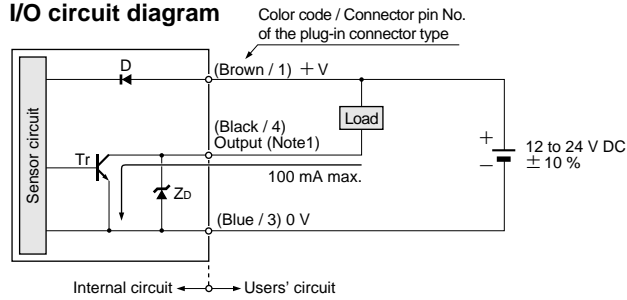 I/O circuit diagram
Color code / Connector pin No.
of the plug-in connector type
D
(Brown / 1) + V
Sensor circuit
Tr
(Black / 4)
Output (Note1)
Load
100 mA max.
ZD
+
−
12 to 24 V DC
± 10 %
(Blue / 3) 0 V
Internal circuit
Users' circuit